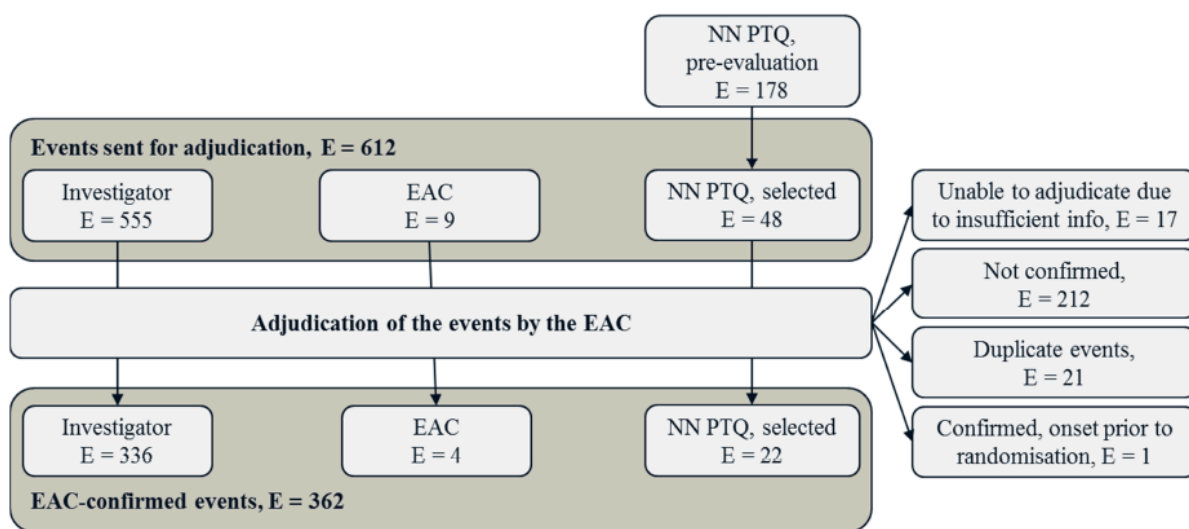 NN PTQ,
pre-evaluation
E = 178
Events sent for adjudication, E = 612
Investigator
E = 555
EAC
E = 9
NN PTQ, selected
E = 48
Unable to adjudicate due
to insufficient info, E = 17
Not confirmed,
E = 212
Adjudication of the events by the EAC
Duplicate events,
E = 21
Investigator
E = 336
EAC
E = 4
NN PTQ, selected
E = 22
Confirmed, onset prior to
randomisation, E = 1
EAC-confirmed events, E = 362